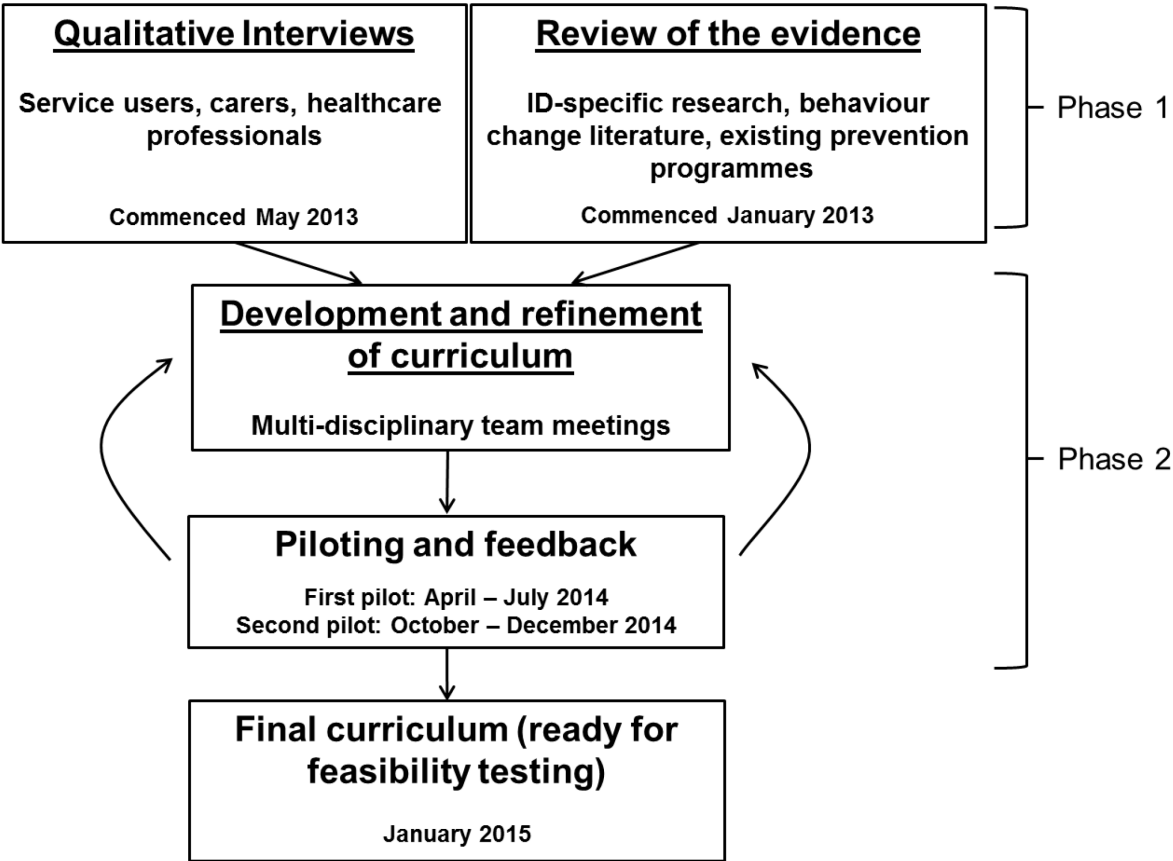 Qualitative Interviews
Service users, carers, healthcare
professionals
Commenced May 2013
Review of the evidence
ID-specific research, behaviour
change literature, existing prevention
programmes
Commenced January 2013
Phase 1
Development and refinement
of curriculum
Multi-disciplinary team meetings
Phase 2
Piloting and feedback
First pilot: April – July 2014
Second pilot: October – December 2014
Final curriculum (ready for
feasibility testing)
January 2015